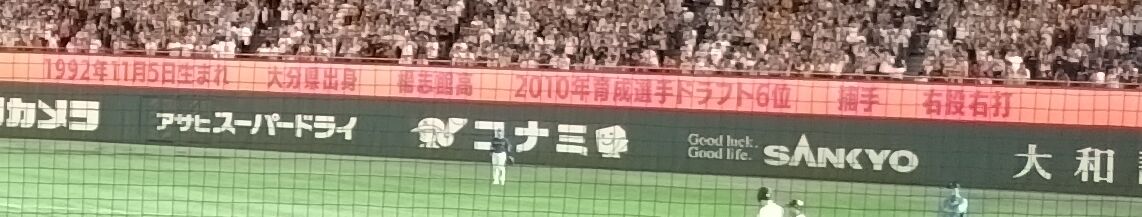 1992年11月5日生まれ 大分県出身 楊志館高 2010年育成選手ドラフト6位 捕手 右投右打
カメラ アサヒスーパードライ コナミ Good luck. Good life. SANKYO 大和